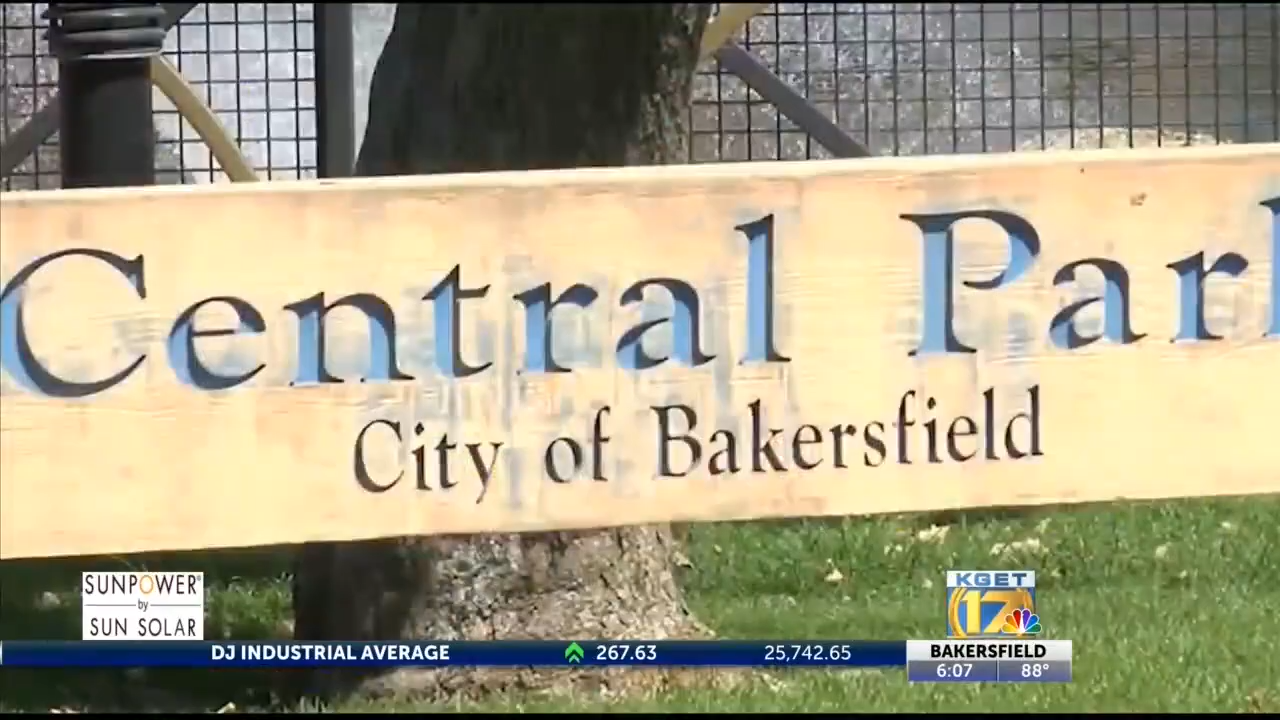 Central Park
City of Bakersfield
SUNPOWER®
by
SUN SOLAR
KGET
17
DJ INDUSTRIAL AVERAGE 267.63 25,742.65
BAKERSFIELD
6:07 88°